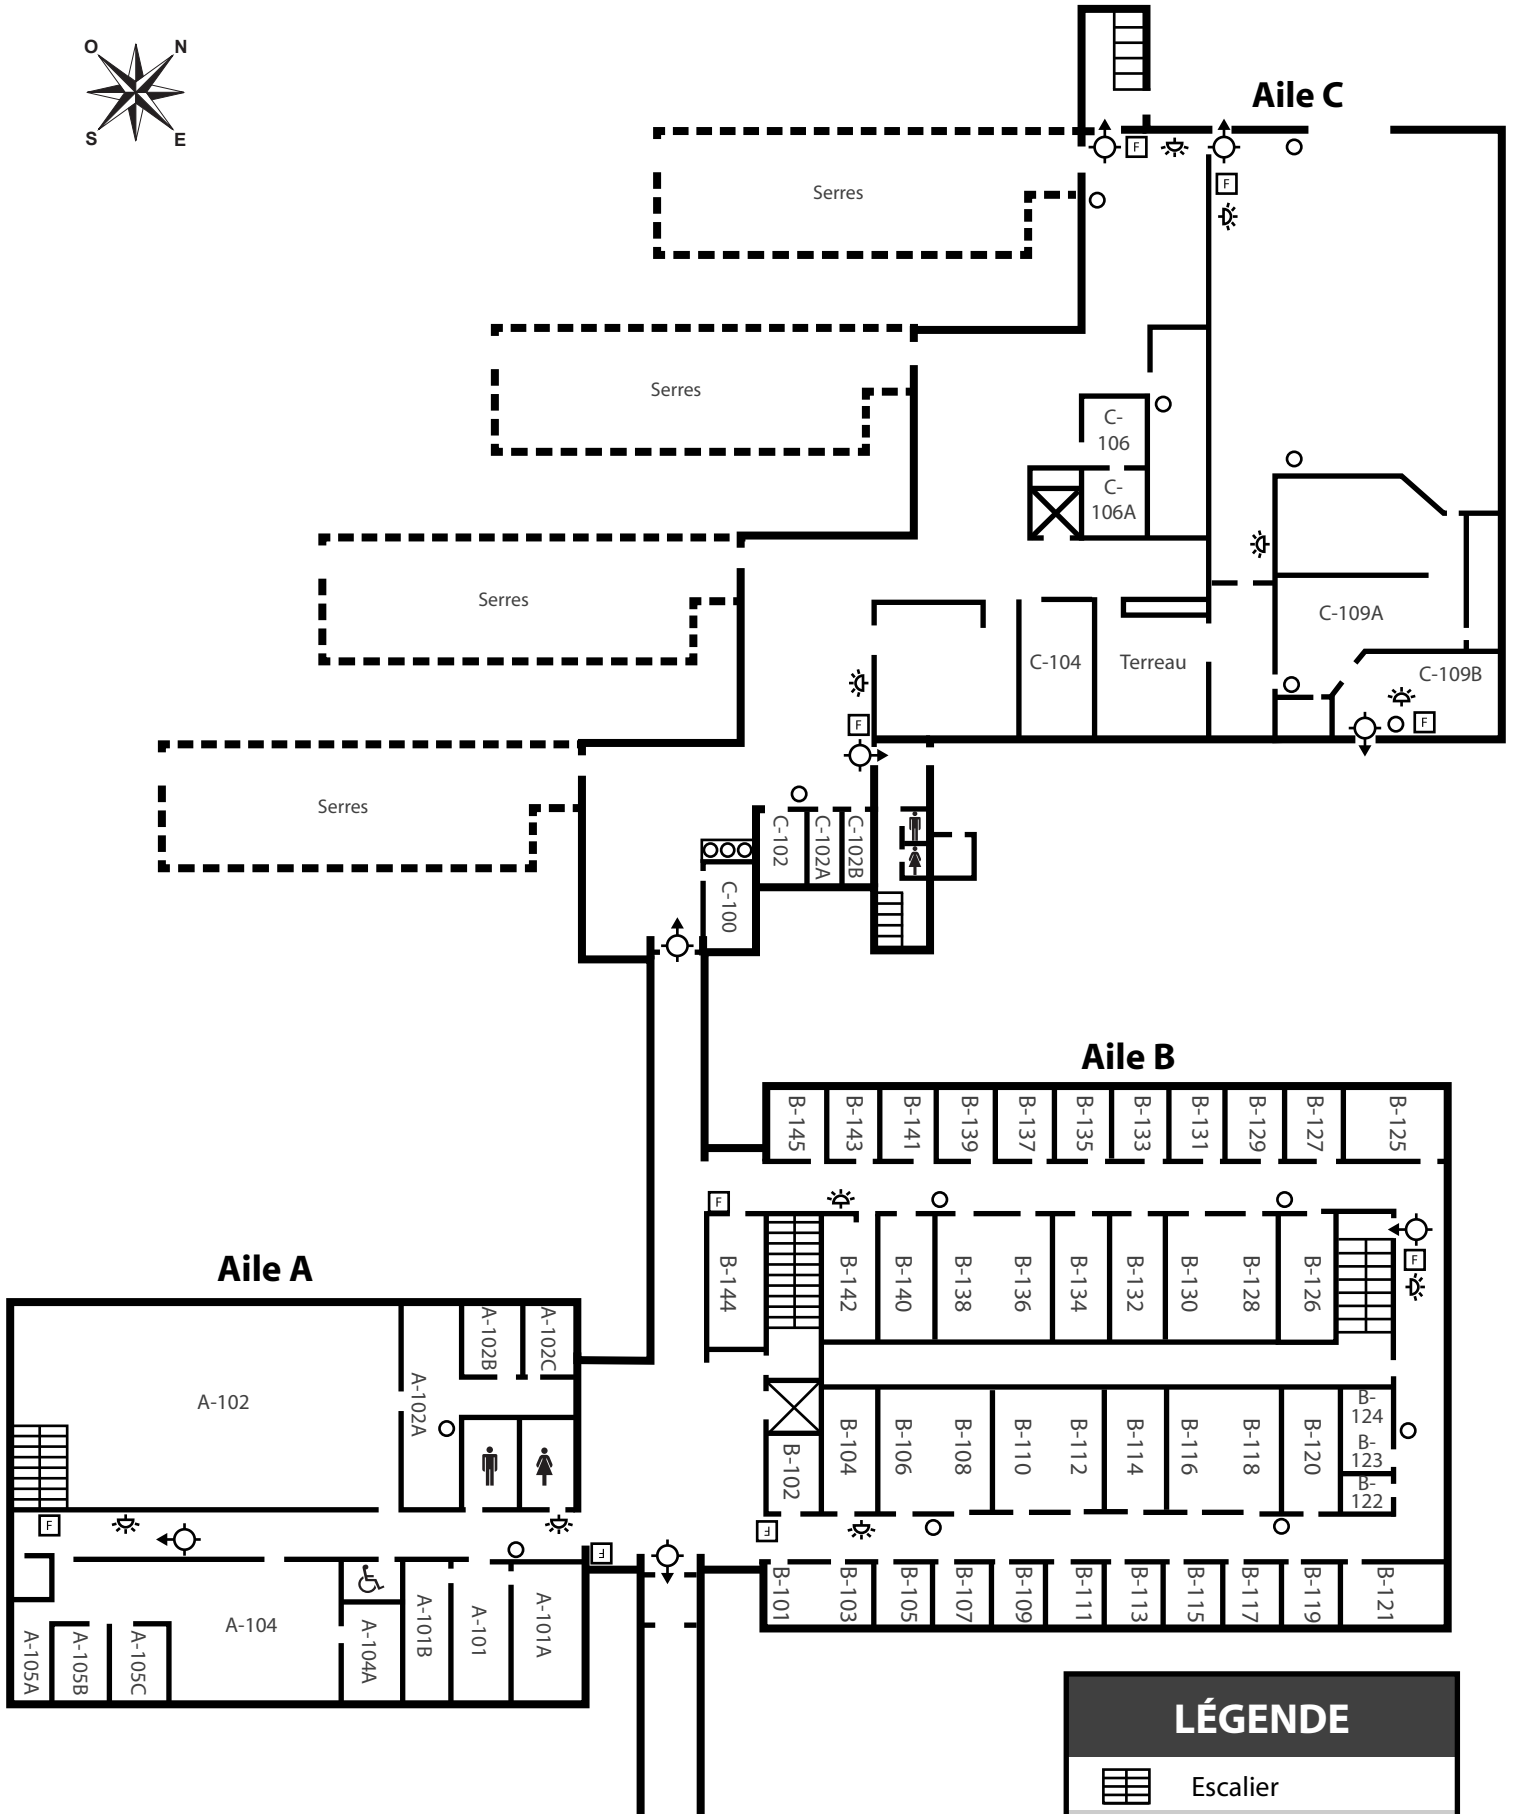 O N
S E
Aile C
F
F
Serres
Serres
C-
106
C-
106A
Serres
C-109A
C-104
Terreau
C-109B
F
F
Serres
C-102
C-102A
C-102B
C-100
Aile B
B-145
B-143
B-141
B-139
B-137
B-135
B-133
B-131
B-129
B-127
B-125
F
F
B-144
B-142
B-140
B-138
B-136
B-134
B-132
B-130
B-128
B-126
Aile A
A-102
A-102A
A-102B
A-102C
B-102
B-104
B-106
B-108
B-110
B-112
B-114
B-116
B-118
B-120
B-
124
B-
123
B-
122
F
F
F
B-101
B-103
B-105
B-107
B-109
B-111
B-113
B-115
B-117
B-119
B-121
A-105A
A-105B
A-105C
A-104
A-104A
A-101B
A-101
A-101A
LÉGENDE
Escalier